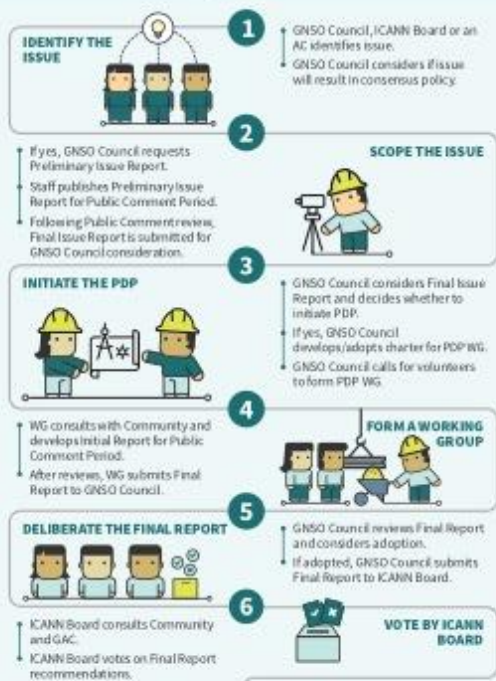 1
IDENTIFY THE
ISSUE
GNSO Council, ICANN Board or an
AC identifies issue.
GNSO Council considers if issue
will result in consensus policy.
2
If yes, GNSO Council requests
Preliminary Issue Report.
Staff publishes Preliminary Issue
Report for Public Comment Period.
Following Public Comment review,
Final Issue Report is submitted for
GNSO Council consideration.
SCOPE THE ISSUE
3
INITIATE THE PDP
GNSO Council considers Final Issue
Report and decides whether to
initiate PDP.
If yes, GNSO Council
develops/adopts charter for PDP WG.
GNSO Council calls for volunteers
to form PDP WG.
4
WG consults with Community and
develops Initial Report for Public
Comment Period.
After reviews, WG submits Final
Report to GNSO Council.
FORM A WORKING
GROUP
5
DELIBERATE THE FINAL REPORT
GNSO Council reviews Final Report
and considers adoption.
If adopted, GNSO Council submits
Final Report to ICANN Board.
6
ICANN Board consults Community
and GAC.
ICANN Board votes on Final Report
recommendations.
VOTE BY ICANN
BOARD